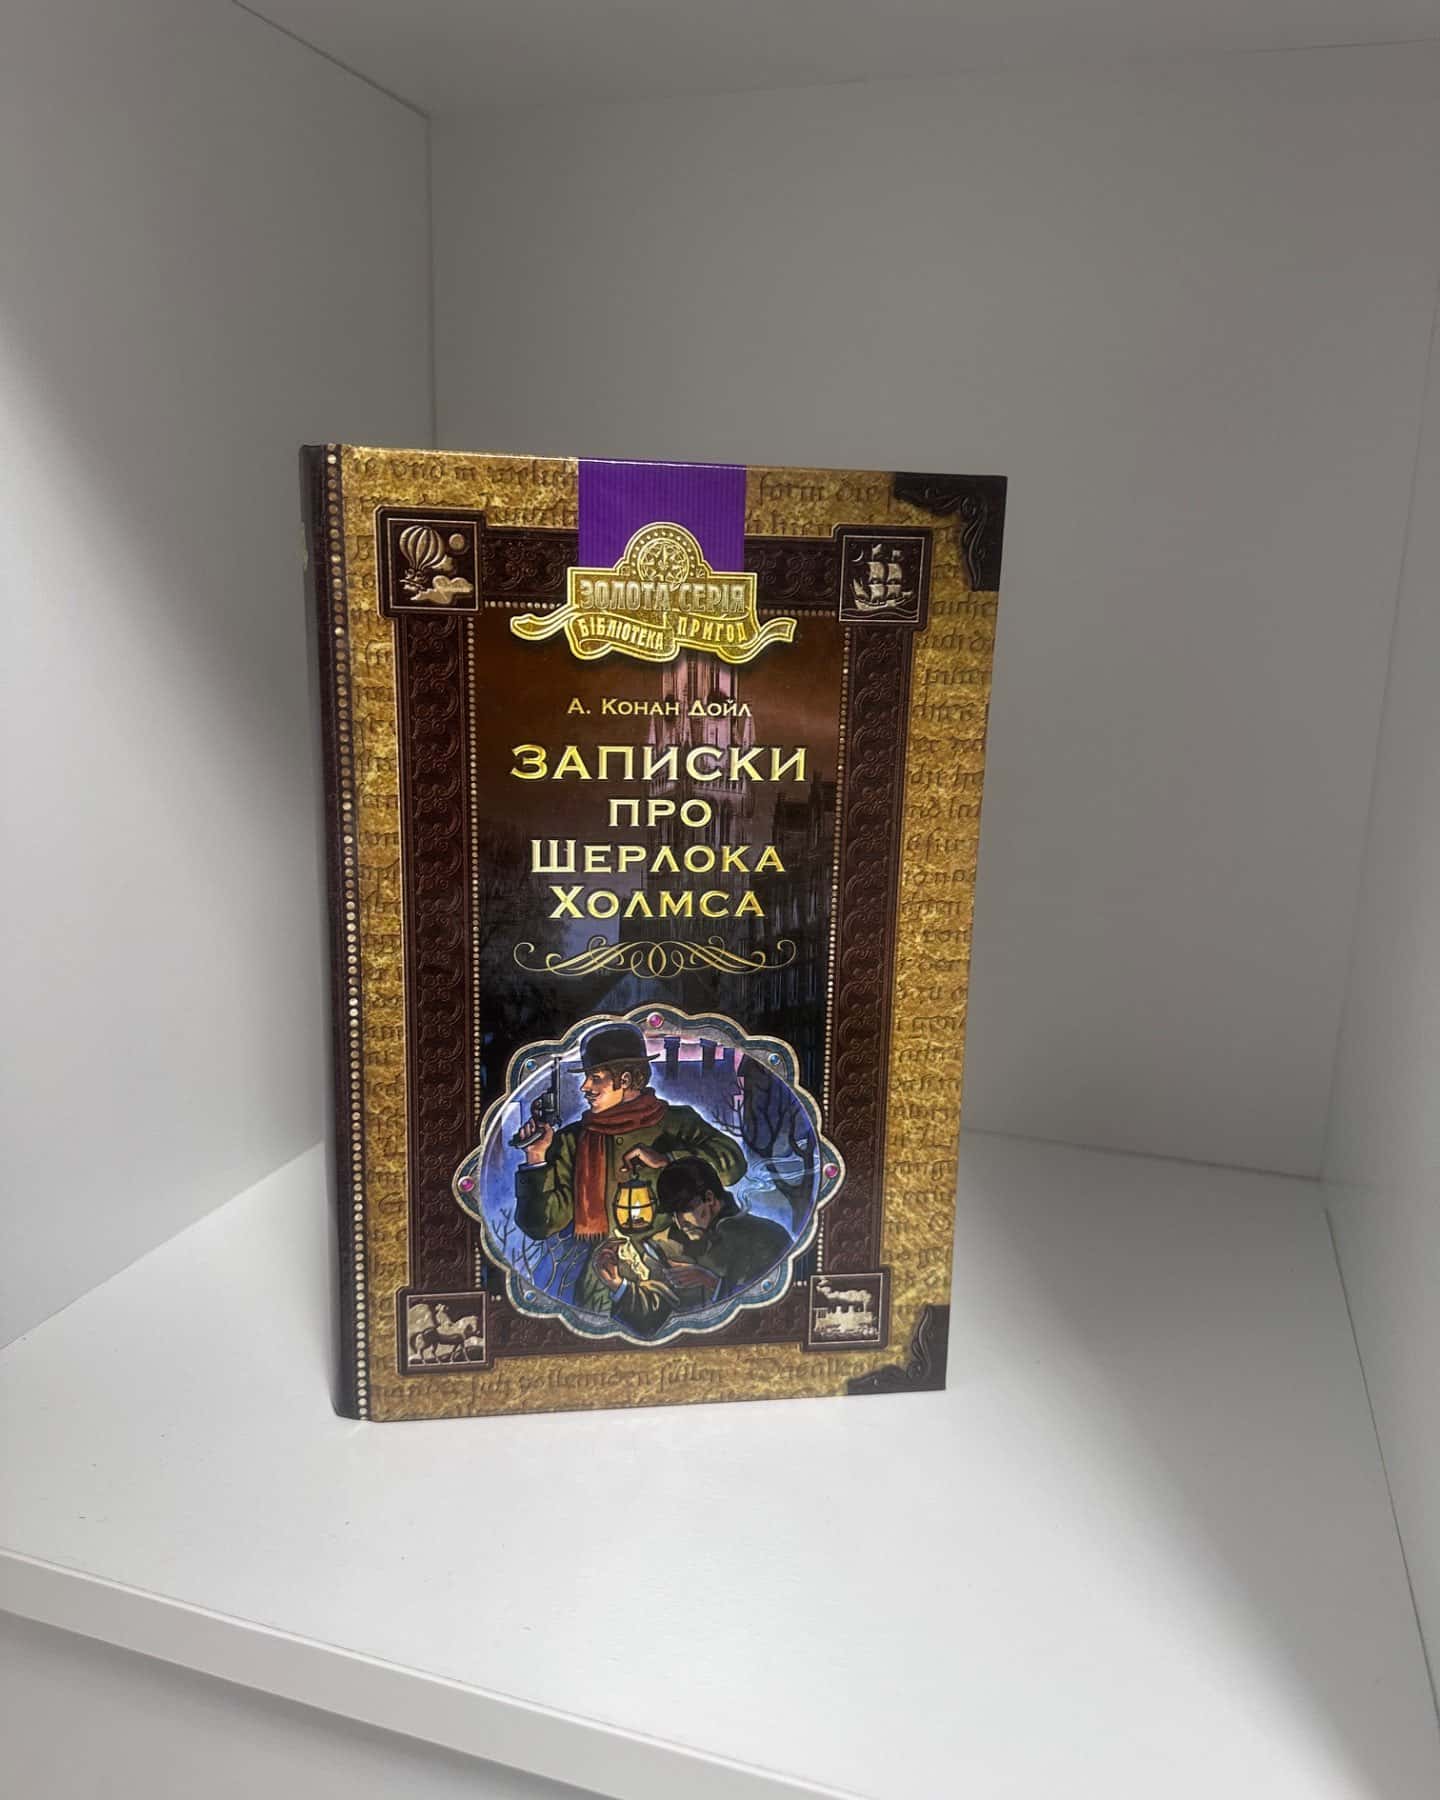 ЗОЛОТА СЕРІЯ
БІБЛІОТЕКА ПРИГОД
А. Конан Дойл
ЗАПИСКИ
ПРО
ШЕРЛОКА
ХОЛМСА